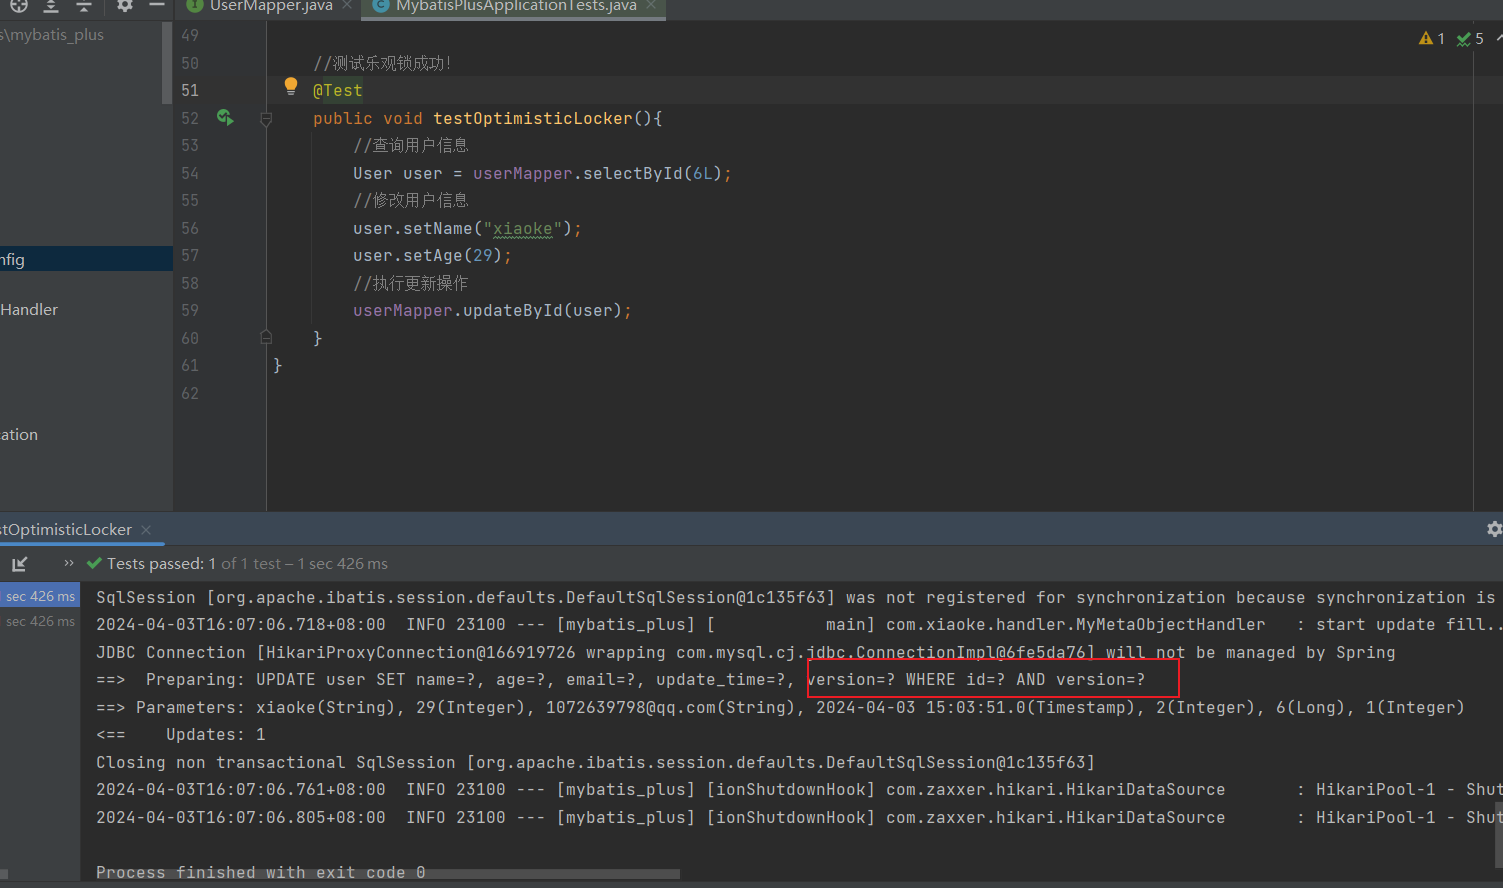 UserMapper.java
MybatisPlusApplicationTests.java
s\mybatis_plus
1
5
49
50 //测试乐观锁成功!
51 @Test
52 public void testOptimisticLocker(){
53 //查询用户信息
54 User user = userMapper.selectById(6L);
55 //修改用户信息
56 user.setName("xiaoke");
57 user.setAge(29);
58 //执行更新操作
59 userMapper.updateById(user);
60 }
61 }
62
nfig
Handler
cation
stOptimisticLocker
Tests passed: 1 of 1 test – 1 sec 426 ms
sec 426 ms
sec 426 ms
SqlSession [org.apache.ibatis.session.defaults.DefaultSqlSession@1c135f63] was not registered for synchronization because synchronization is
2024-04-03T16:07:06.718+08:00 INFO 23100 --- [mybatis_plus] [ main] com.xiaoke.handler.MyMetaObjectHandler : start update fill..
JDBC Connection [HikariProxyConnection@166919726 wrapping com.mysql.cj.jdbc.ConnectionImpl@6fe5da76] will not be managed by Spring
==> Preparing: UPDATE user SET name=?, age=?, email=?, update_time=?, version=? WHERE id=? AND version=?
==> Parameters: xiaoke(String), 29(Integer), 1072639798@qq.com(String), 2024-04-03 15:03:51.0(Timestamp), 2(Integer), 6(Long), 1(Integer)
<== Updates: 1
Closing non transactional SqlSession [org.apache.ibatis.session.defaults.DefaultSqlSession@1c135f63]
2024-04-03T16:07:06.761+08:00 INFO 23100 --- [mybatis_plus] [ionShutdownHook] com.zaxxer.hikari.HikariDataSource : HikariPool-1 - Shut
2024-04-03T16:07:06.805+08:00 INFO 23100 --- [mybatis_plus] [ionShutdownHook] com.zaxxer.hikari.HikariDataSource : HikariPool-1 - Shut
Process finished with exit code 0